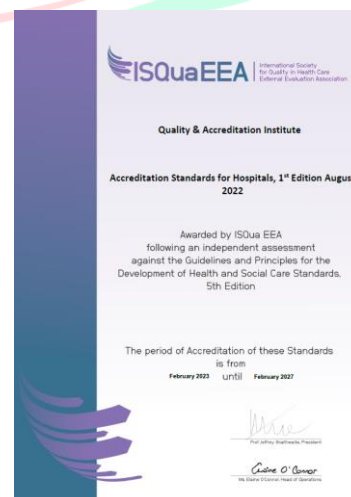 ISQuaEEA
International Society
for Quality in Health Care
External Evaluation Association
Quality & Accreditation Institute
Accreditation Standards for Hospitals, 1st Edition Augus
2022
Awarded by ISQua EEA
following an independent assessment
against the Guidelines and Principles for the
Development of Health and Social Care Standards,
5th Edition
The period of Accreditation of these Standards
is from
February 2023 until February 2027
Prof Jeffrey Braithwaite, President
Elaine O'Connor
Ms Elaine O'Connor, Head of Operations